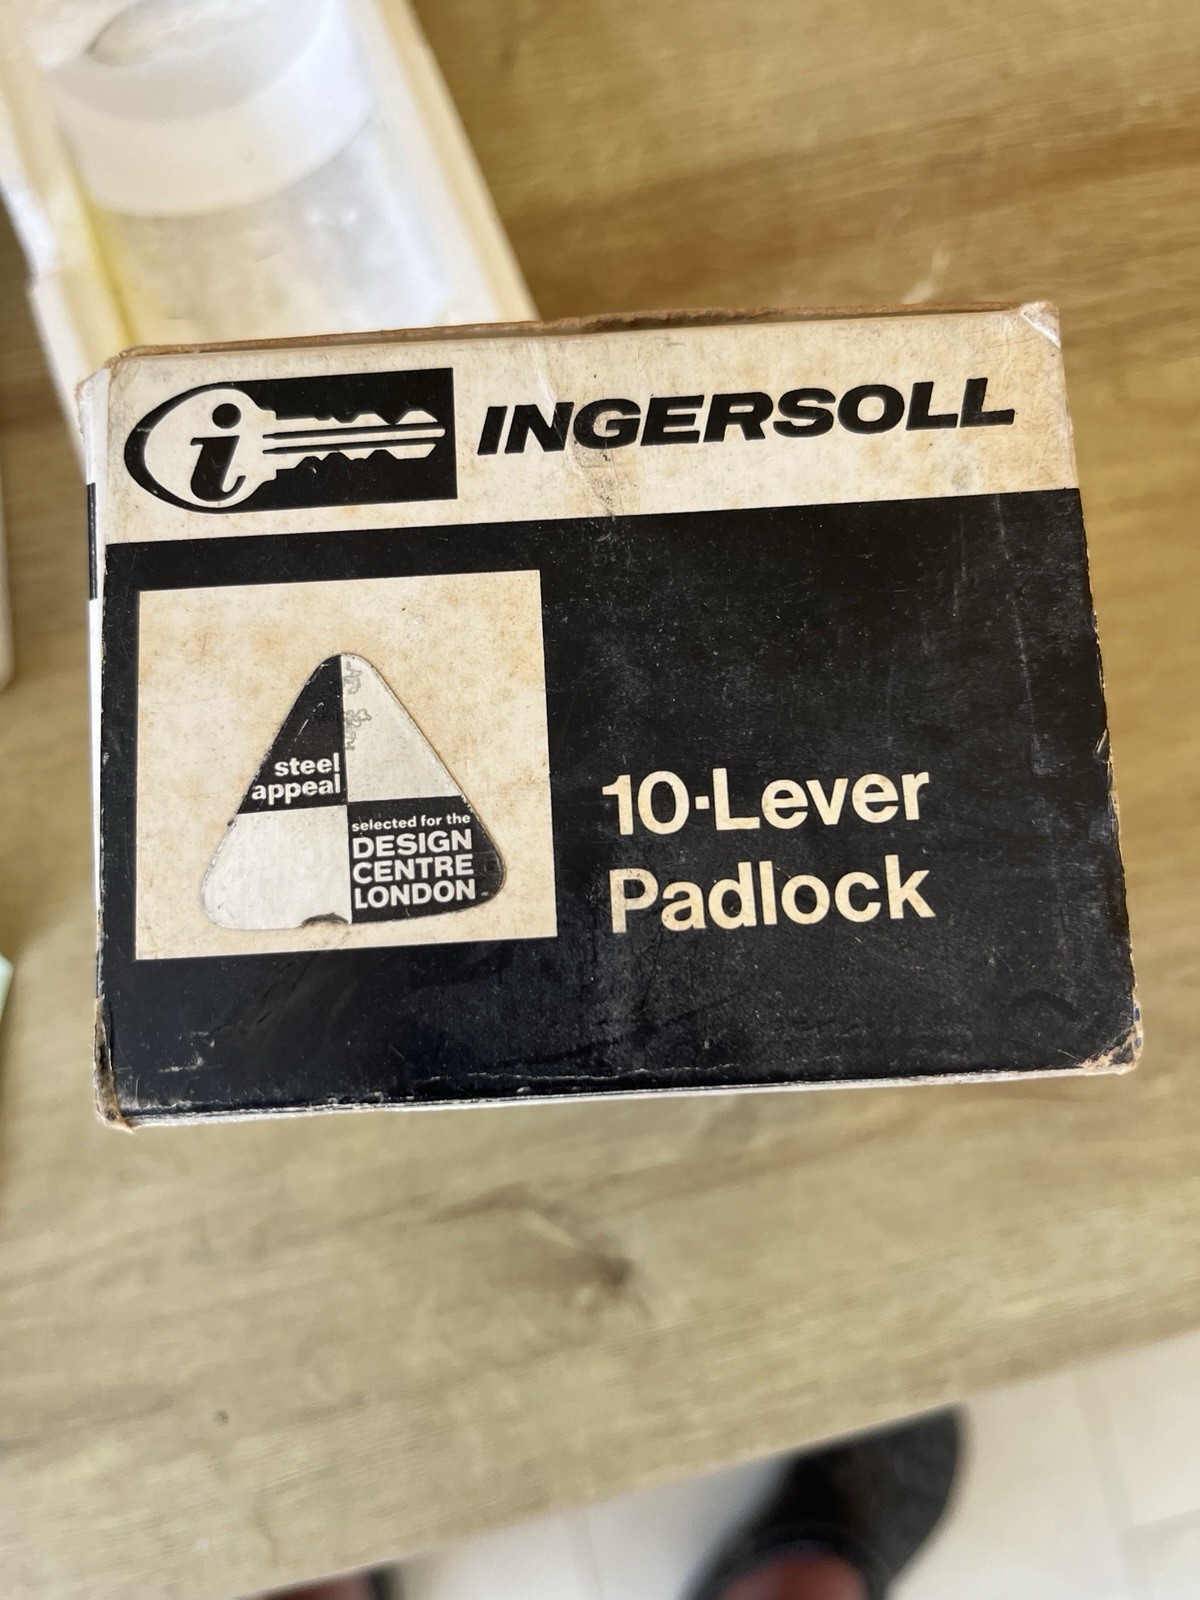 i INGERSOLL
steel
appeal
selected for the
DESIGN
CENTRE
LONDON
10-Lever
Padlock